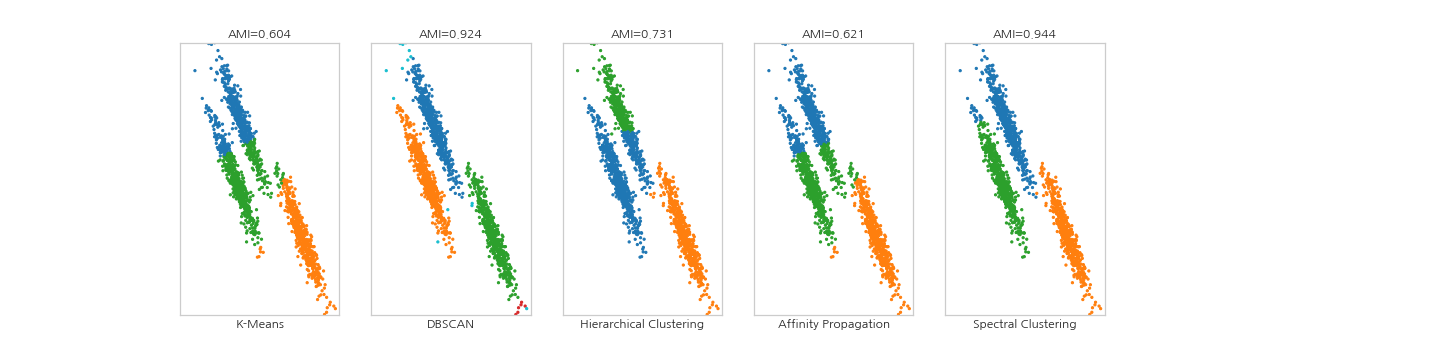 AMI=0.604 AMI=0.924 AMI=0.731 AMI=0.621 AMI=0.944
K-Means DBSCAN Hierarchical Clustering Affinity Propagation Spectral Clustering